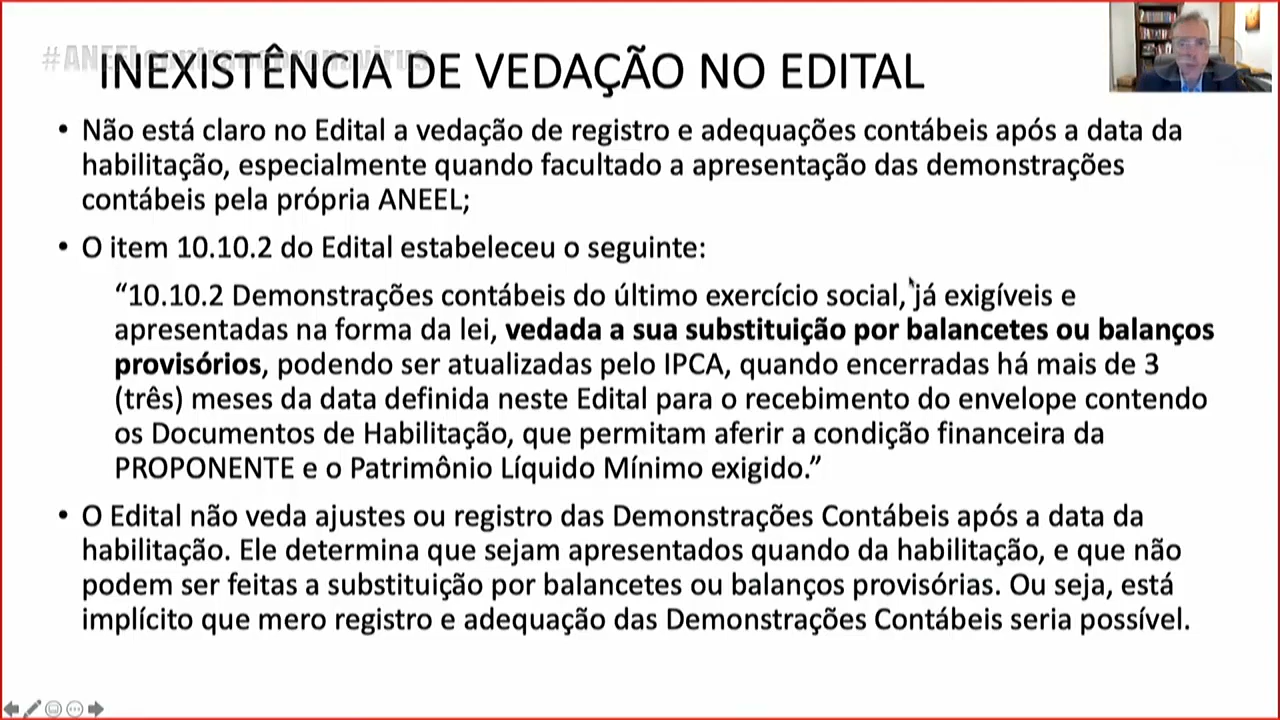 #ANEELcontraocoronavirus
INEXISTÊNCIA DE VEDAÇÃO NO EDITAL
• Não está claro no Edital a vedação de registro e adequações contábeis após a data da
habilitação, especialmente quando facultado a apresentação das demonstrações
contábeis pela própria ANEEL;
• O item 10.10.2 do Edital estabeleceu o seguinte:
“10.10.2 Demonstrações contábeis do último exercício social, já exigíveis e
apresentadas na forma da lei, vedada a sua substituição por balancetes ou balanços
provisórios, podendo ser atualizadas pelo IPCA, quando encerradas há mais de 3
(três) meses da data definida neste Edital para o recebimento do envelope contendo
os Documentos de Habilitação, que permitam aferir a condição financeira da
PROPONENTE e o Patrimônio Líquido Mínimo exigido.”
• O Edital não veda ajustes ou registro das Demonstrações Contábeis após a data da
habilitação. Ele determina que sejam apresentados quando da habilitação, e que não
podem ser feitas a substituição por balancetes ou balanços provisórias. Ou seja, está
implícito que mero registro e adequação das Demonstrações Contábeis seria possível.